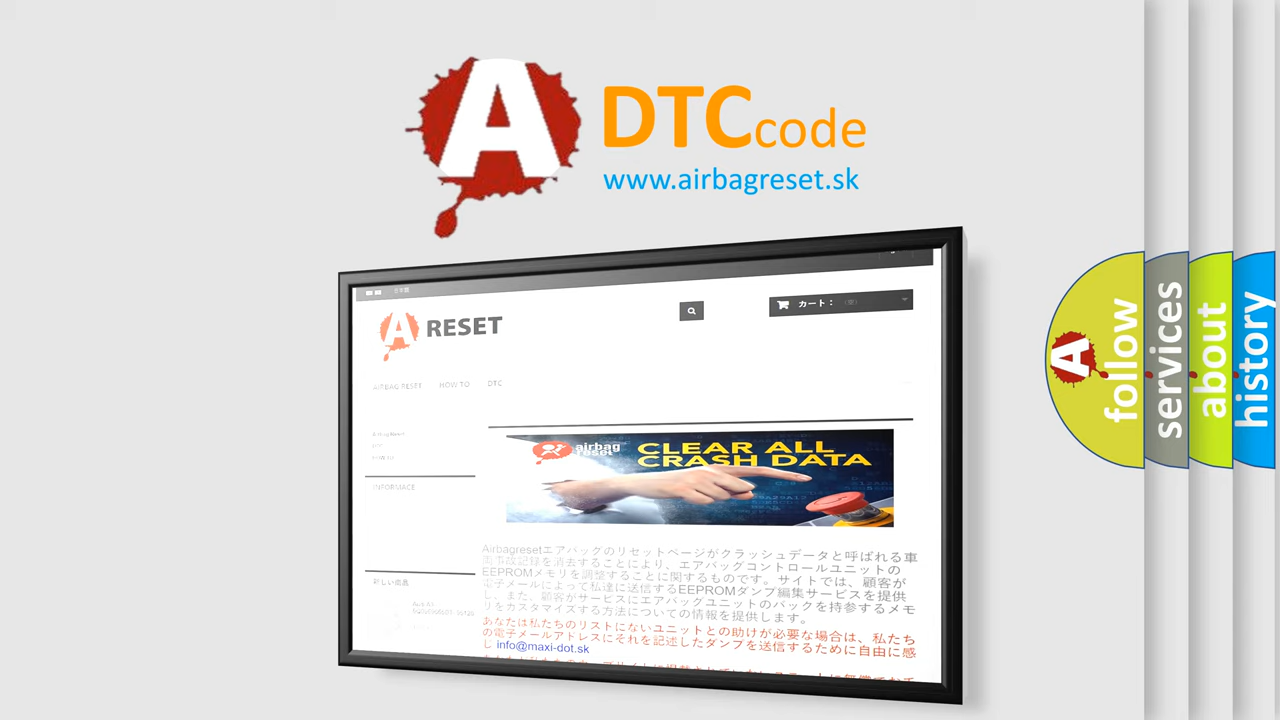 A DTCcode
www.airbagreset.sk
日本語
カート： (空)
A RESET
AIRBAG RESET HOW TO DTC
Airbag Reset
DTC
HOW TO
INFORMACE
airbag reset
CLEAR ALL
CRASH DATA
Airbagresetエアバッグのリセットページがクラッシュデータと呼ばれる車
両事故記録を消去することにより、エアバッグコントロールユニットの
EEPROMメモリを調整することに関するものです。サイトでは、顧客が
電子メールによって私達に送信するEEPROMダンプ編集サービスを提供
し、また、顧客がサービスにエアバッグユニットのバックを持参するメモ
リをカスタマイズする方法についての情報を提供します。
あなたは私たちのリストにないユニットとの助けが必要な場合は、私たち
の電子メールアドレスにそれを記述したダンプを送信するために自由に感
じ info@maxi-dot.sk
A follow
services
about
history